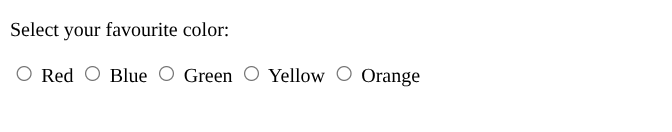 Select your favourite color:
Red Blue Green Yellow Orange